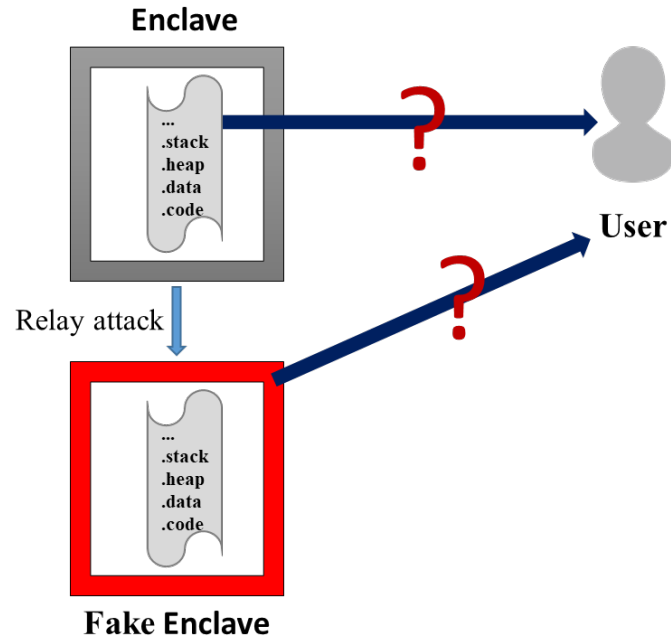 Enclave
...
.stack
.heap
.data
.code
?
User
?
Relay attack
...
.stack
.heap
.data
.code
Fake Enclave